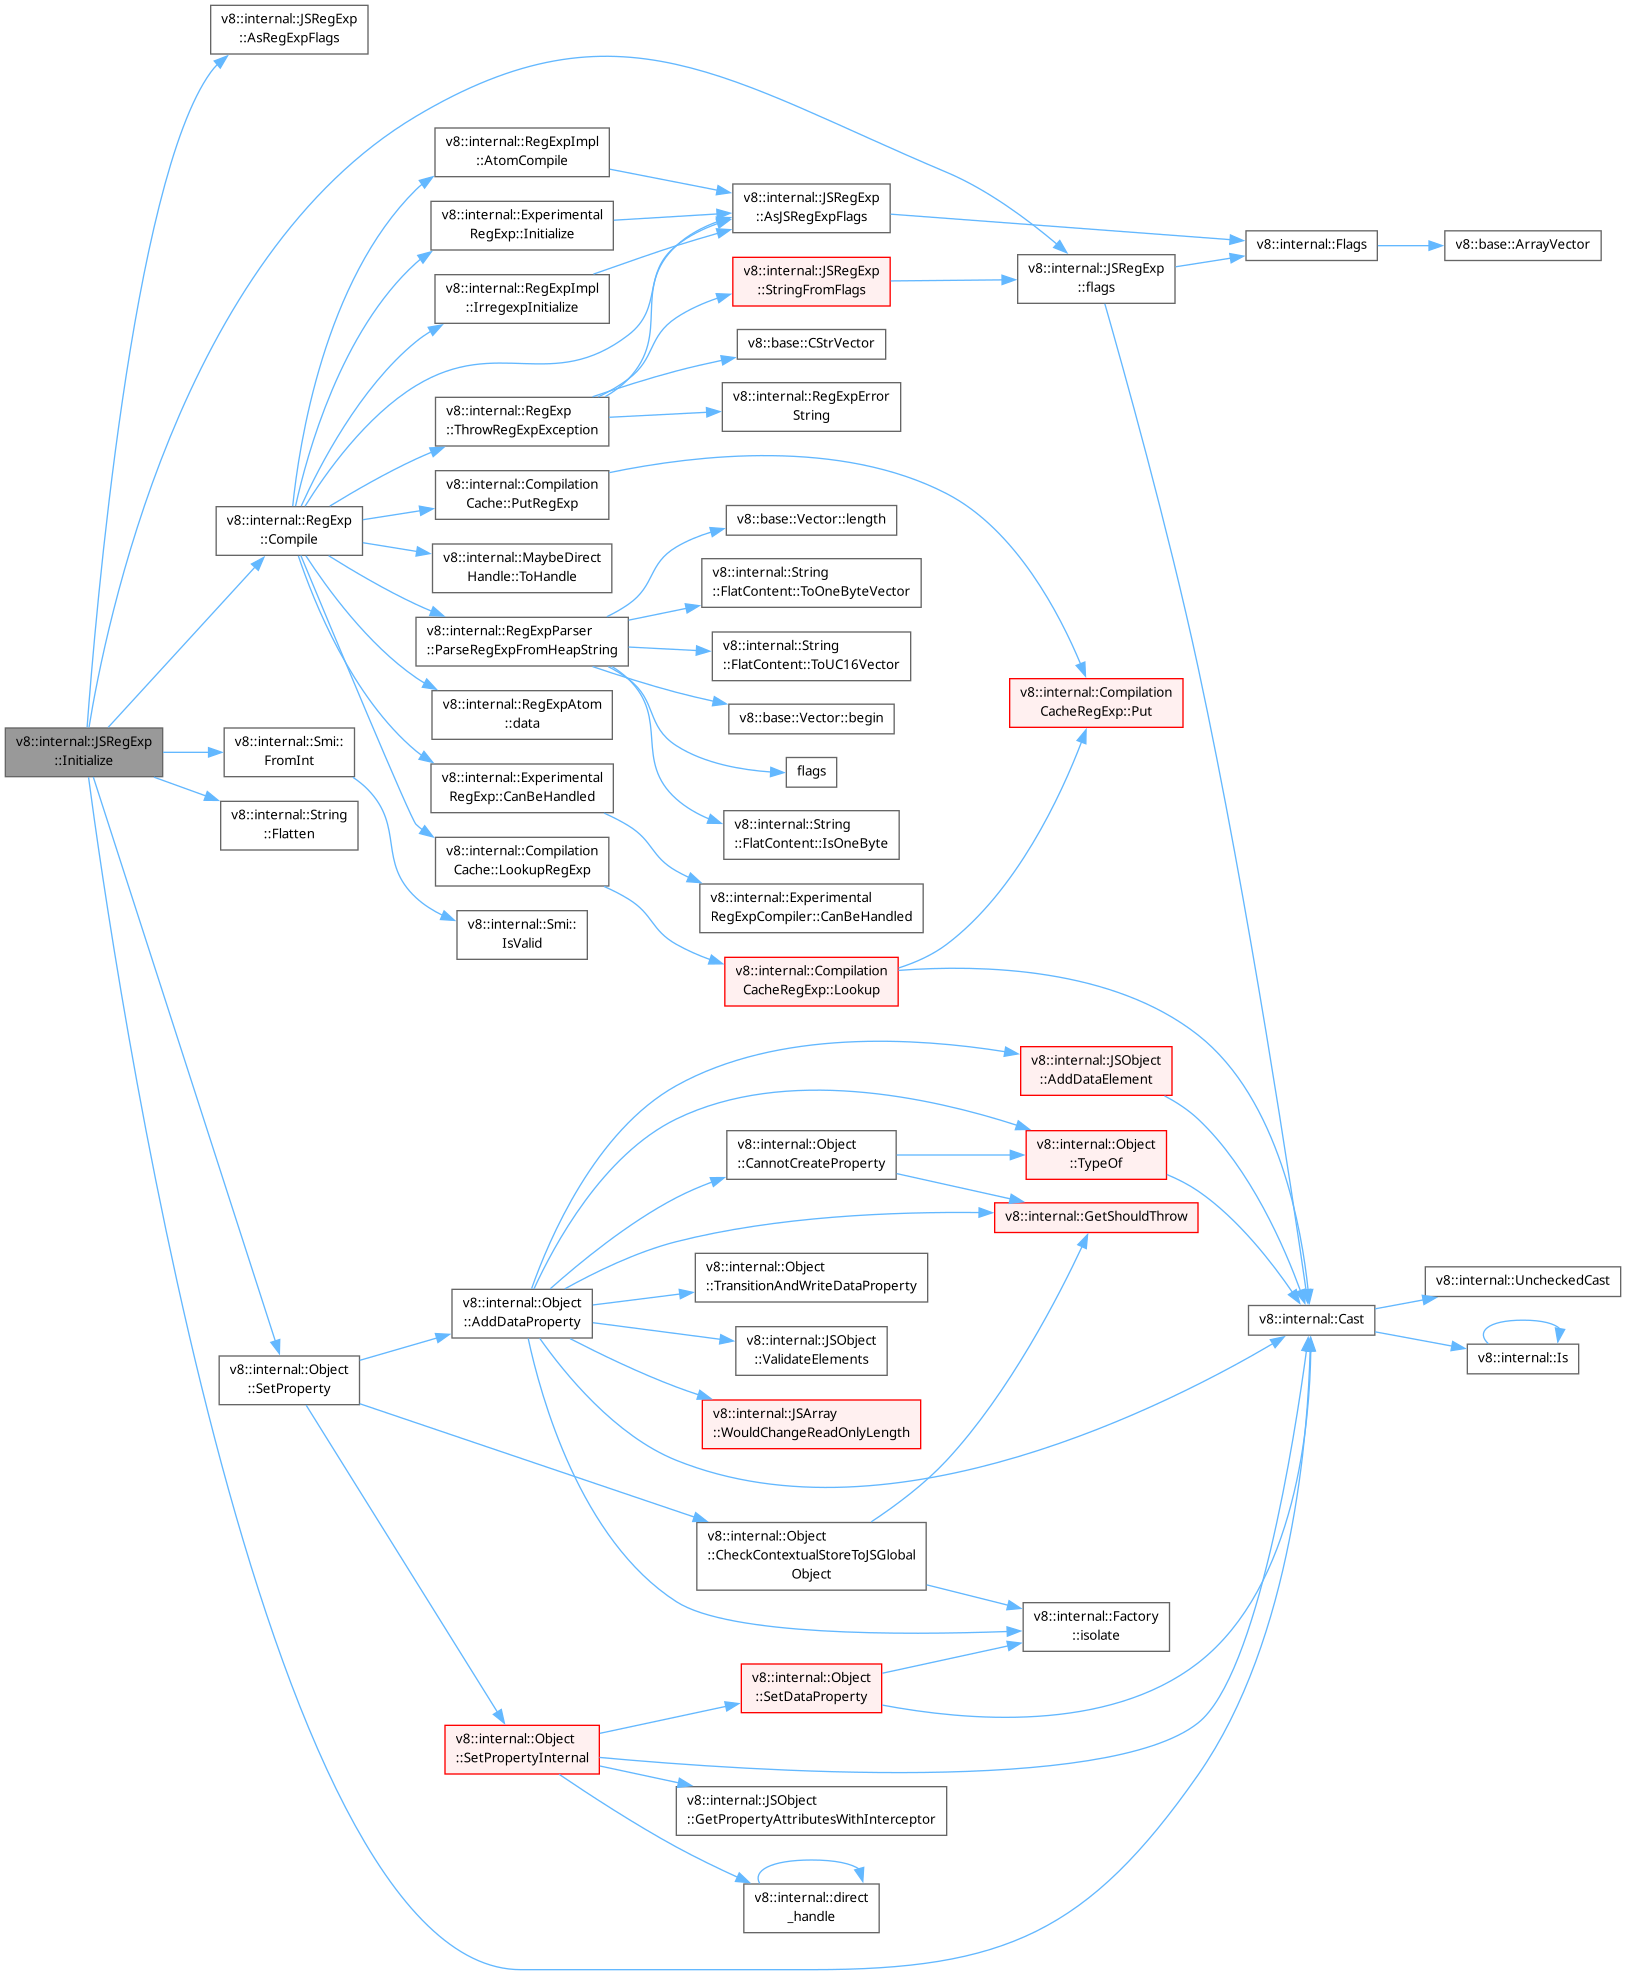 v8::internal::JSRegExp
::AsRegExpFlags
v8::internal::RegExpImpl
::AtomCompile
v8::internal::JSRegExp
::AsJSRegExpFlags
v8::internal::Experimental
RegExp::Initialize
v8::internal::Flags
v8::base::ArrayVector
v8::internal::JSRegExp
::StringFromFlags
v8::internal::JSRegExp
::flags
v8::internal::RegExpImpl
::IrregexpInitialize
v8::base::CStrVector
v8::internal::RegExpError
String
v8::internal::RegExp
::ThrowRegExpException
v8::internal::Compilation
Cache::PutRegExp
v8::internal::RegExp
::Compile
v8::base::Vector::length
v8::internal::MaybeDirect
Handle::ToHandle
v8::internal::String
::FlatContent::ToOneByteVector
v8::internal::RegExpParser
::ParseRegExpFromHeapString
v8::internal::String
::FlatContent::ToUC16Vector
v8::internal::Compilation
CacheRegExp::Put
v8::internal::RegExpAtom
::data
v8::base::Vector::begin
v8::internal::JSRegExp
::Initialize
v8::internal::Smi::
FromInt
flags
v8::internal::Experimental
RegExp::CanBeHandled
v8::internal::String
::Flatten
v8::internal::String
::FlatContent::IsOneByte
v8::internal::Compilation
Cache::LookupRegExp
v8::internal::Experimental
RegExpCompiler::CanBeHandled
v8::internal::Smi::
IsValid
v8::internal::Compilation
CacheRegExp::Lookup
v8::internal::JSObject
::AddDataElement
v8::internal::Object
::CannotCreateProperty
v8::internal::Object
::TypeOf
v8::internal::GetShouldThrow
v8::internal::Object
::TransitionAndWriteDataProperty
v8::internal::UncheckedCast
v8::internal::Object
::AddDataProperty
v8::internal::Cast
v8::internal::JSObject
::ValidateElements
v8::internal::Is
v8::internal::Object
::SetProperty
v8::internal::JSArray
::WouldChangeReadOnlyLength
v8::internal::Object
::CheckContextualStoreToJSGlobal
Object
v8::internal::Factory
::isolate
v8::internal::Object
::SetDataProperty
v8::internal::Object
::SetPropertyInternal
v8::internal::JSObject
::GetPropertyAttributesWithInterceptor
v8::internal::direct
_handle